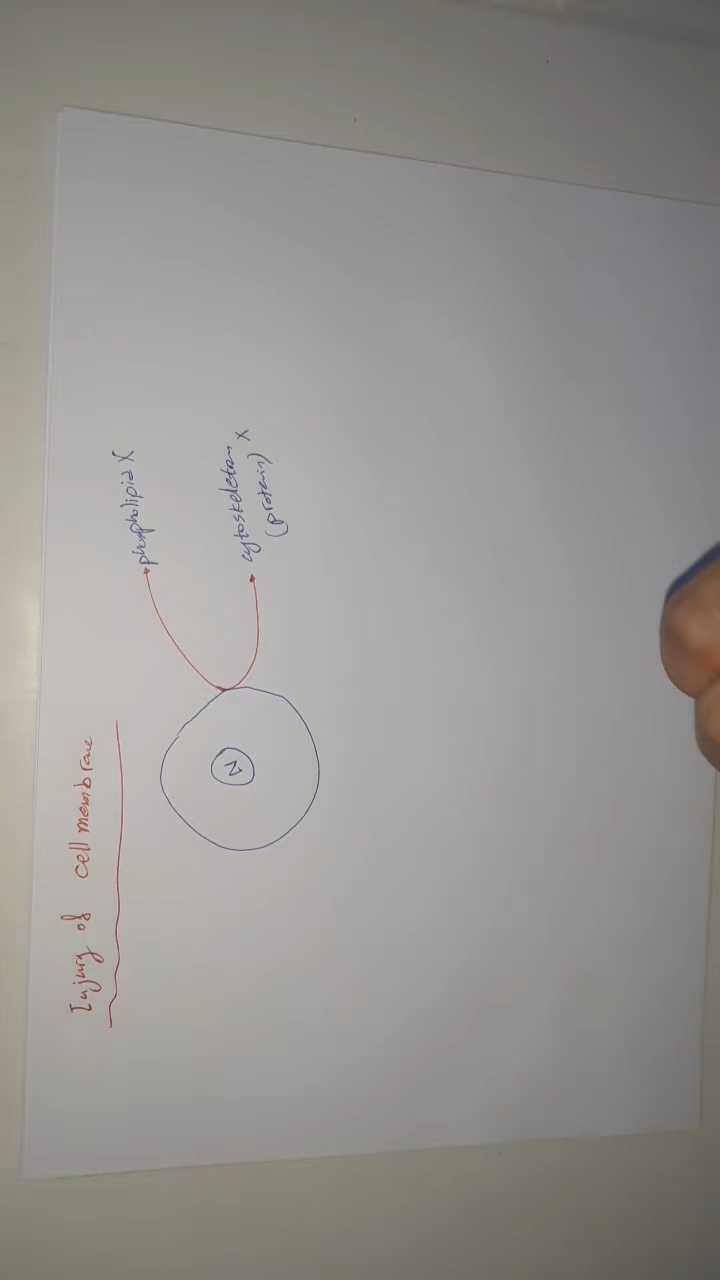 Injury of cell membrane
phospholipid X
cytoskeleton X
(protein)
N